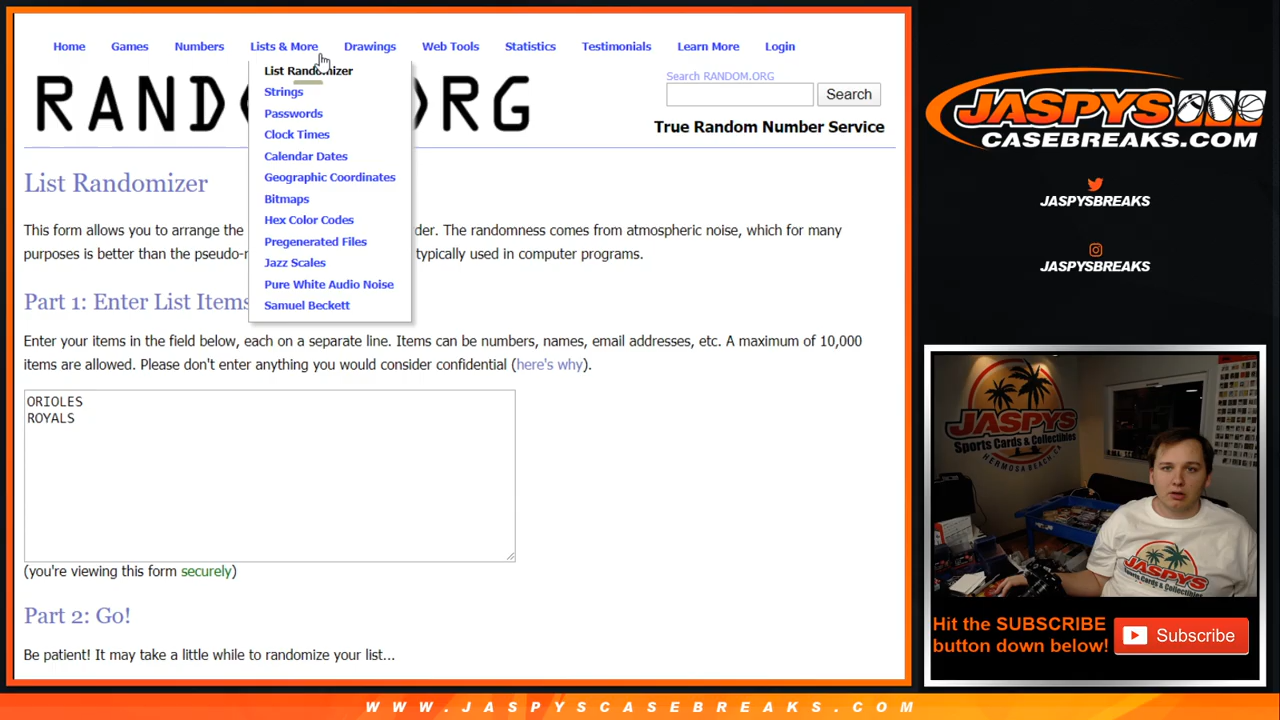 Home Games Numbers Lists & More Drawings Web Tools Statistics Testimonials Learn More Login
List Randomizer
Strings
Passwords
Clock Times
Calendar Dates
Geographic Coordinates
Bitmaps
Hex Color Codes
Pregenerated Files
Jazz Scales
Pure White Audio Noise
Samuel Beckett
Search RANDOM.ORG
Search
True Random Number Service
List Randomizer
This form allows you to arrange the der. The randomness comes from atmospheric noise, which for many
purposes is better than the pseudo- typically used in computer programs.
Part 1: Enter List Items
Enter your items in the field below, each on a separate line. Items can be numbers, names, email addresses, etc. A maximum of 10,000
items are allowed. Please don't enter anything you would consider confidential (here's why).
ORIOLES
ROYALS
(you're viewing this form securely)
Part 2: Go!
Be patient! It may take a little while to randomize your list...
JASPYS
CASEBREAKS.COM
JASPYSBREAKS
JASPYSBREAKS
JASPYS
Sports Cards & Collectibles
HERMOSA BEACH, CA
JASPYS
Hit the SUBSCRIBE
button down below!
Subscribe
WWW.JASPYSCASEBREAKS.COM